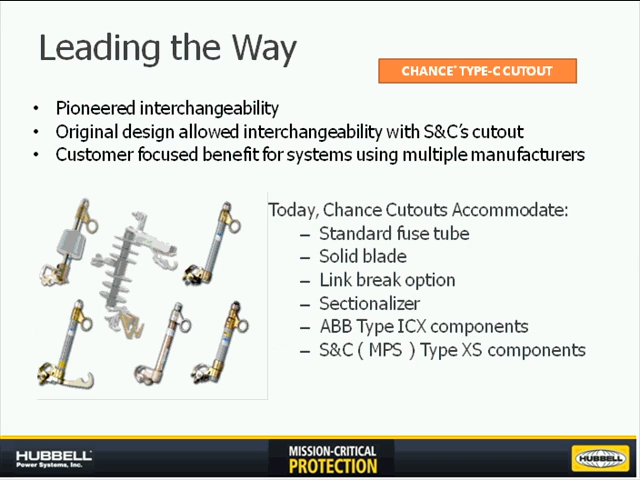 Leading the Way
CHANCE® TYPE-C CUTOUT
• Pioneered interchangeability
• Original design allowed interchangeability with S&C's cutout
• Customer focused benefit for systems using multiple manufacturers
Today, Chance Cutouts Accommodate:
– Standard fuse tube
– Solid blade
– Link break option
– Sectionalizer
– ABB Type ICX components
– S&C ( MPS ) Type XS components
HUBBELL
Power Systems, Inc.
MISSION-CRITICAL
PROTECTION
HUBBELL